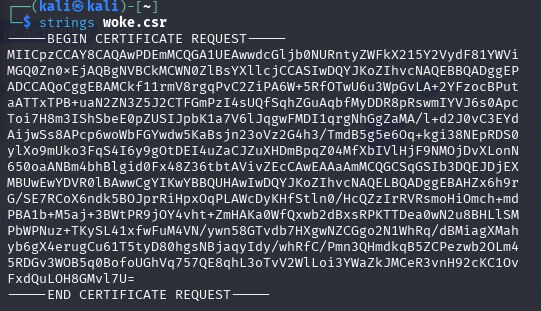 ┌──(kali㉿kali)-[~]
└─$ strings woke.csr
-----BEGIN CERTIFICATE REQUEST-----
MIICpzCCAY8CAQAwPDEmMCQGA1UEAwwdcGljb0NURntyZWFkX215Y2VydF81YWVi
MGQ0Zn0xEjAQBgNVBCkMCWN0ZlBsYXllcjCCASIwDQYJKoZIhvcNAQEBBQADggEP
ADCCAQoCggEBAMCkf11rmV8rgqPvC2ZiPA6W+5RfOTwU6u3WpGvLA+2YFzocBPut
aATTxTPB+uaN2ZN3Z5J2CTFGmPzI4sUQfSqhZGuAqbfMyDDR8pRswmIYVJ6s0Apc
Toi7H8m3IShSbeE0pZUSIJpbK1a7V6lJqgwFMDI1qrgNhGgZaMA/l+d2J0vC3EYd
AijwSs8APcp6woWbFGYwdw5KaBsjn23oVz2G4h3/TmdB5g5e6Oq+kgi38NEpRDS0
ylXo9mUko3FqS4I6y9gOtDEI4uZaCJZuXHDmBpqZ04MfXbIVlHjF9NMOjDvXLonN
650oaANBm4bhBlgid0Fx48Z36tbtAVivZEcCAwEAAaAmMCQGCSqGSIb3DQEJDjEX
MBUwEwYDVR0lBAwwCgYIKwYBBQUHAwIwDQYJKoZIhvcNAQELBQADggEBAHZx6h9r
G/SE7RCoX6ndk5BOJprRiHpxOqPLAWcDyKHfStln0/HcQZzIrRVRsmoHiOmch+md
PBA1b+M5aj+3BWtPR9jOY4vht+ZmHAKa0WfQxwb2dBxsRPKTTDea0wN2u8BHLlSM
PbWPNuz+TKySL41xfwFuM4VN/ywn58GTvdb7HXgwNZCGgo2N1WhRq/dBMiagXMah
yb6gX4erugCu61T5tyD80hgsNBjaqyIdy/whRfC/Pmn3QHmdkqB5ZCPezwb2OLm4
5RDGv3WOB5q0BofoUGhVq757QE8qhL3oTvV2WlLoi3YWaZkJMCeR3vnH92cKC1Ov
FxdQuLOH8GMvl7U=
-----END CERTIFICATE REQUEST-----